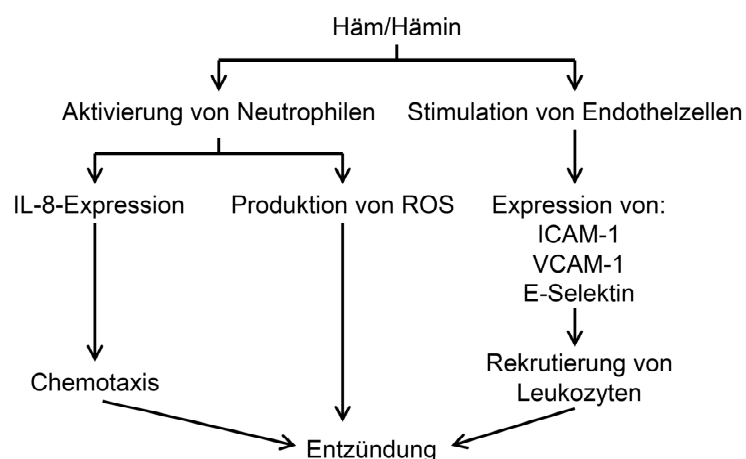 Häm/Hämin
Aktivierung von Neutrophilen
Stimulation von Endothelzellen
IL-8-Expression
Produktion von ROS
Expression von:
ICAM-1
VCAM-1
E-Selektin
Chemotaxis
Rekrutierung von
Leukozyten
Entzündung